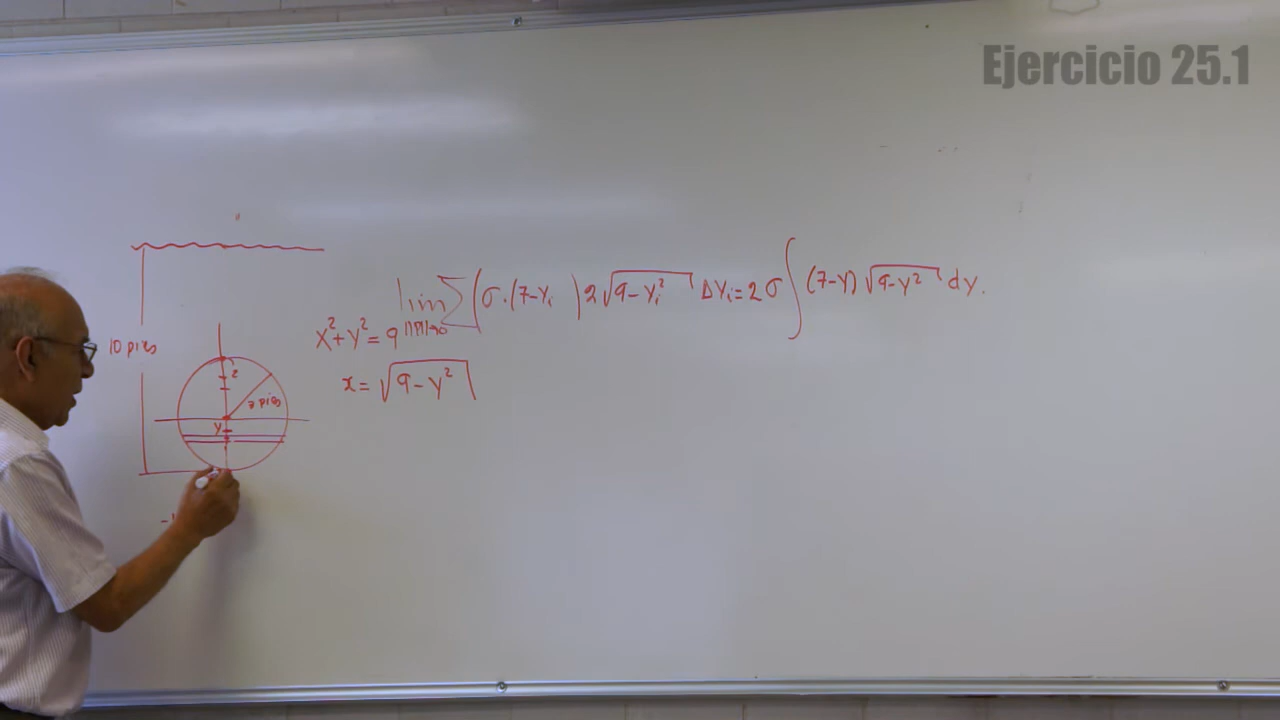 Ejercicio 25.1
lim ||P||→0 Σ (σ·(7-yᵢ) 2√(9-yᵢ²) Δyᵢ = 2σ ∫ (7-y) √(9-y²) dy.
x²+y²=9
x = √(9-y²)
10 pies
3 pies
y